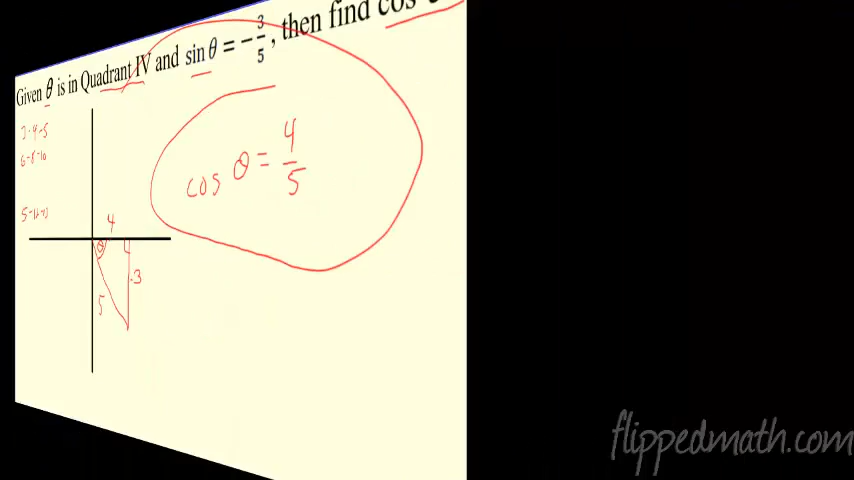 Given θ is in Quadrant IV and sin θ = -3/5, then find cos
3-4-5
6-8-10
5-12-13
cos θ = 4/5
4
θ
-3
5
flippedmath.com